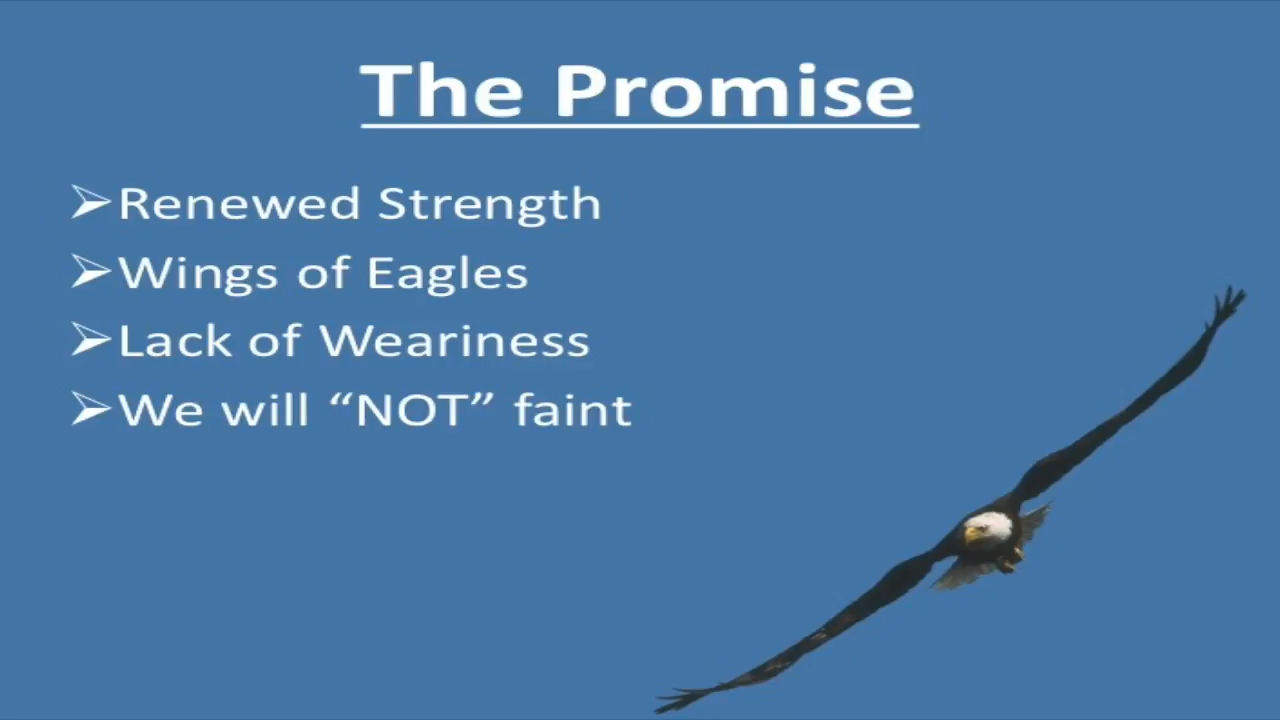 The Promise
➢Renewed Strength
➢Wings of Eagles
➢Lack of Weariness
➢We will “NOT” faint